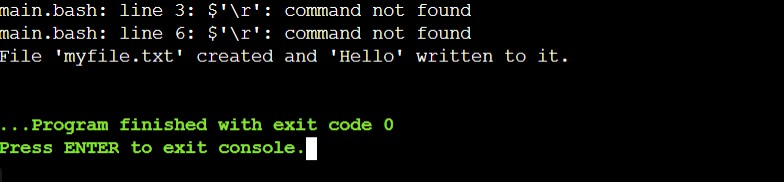 main.bash: line 3: $'\r': command not found
main.bash: line 6: $'\r': command not found
File 'myfile.txt' created and 'Hello' written to it.
...Program finished with exit code 0
Press ENTER to exit console.